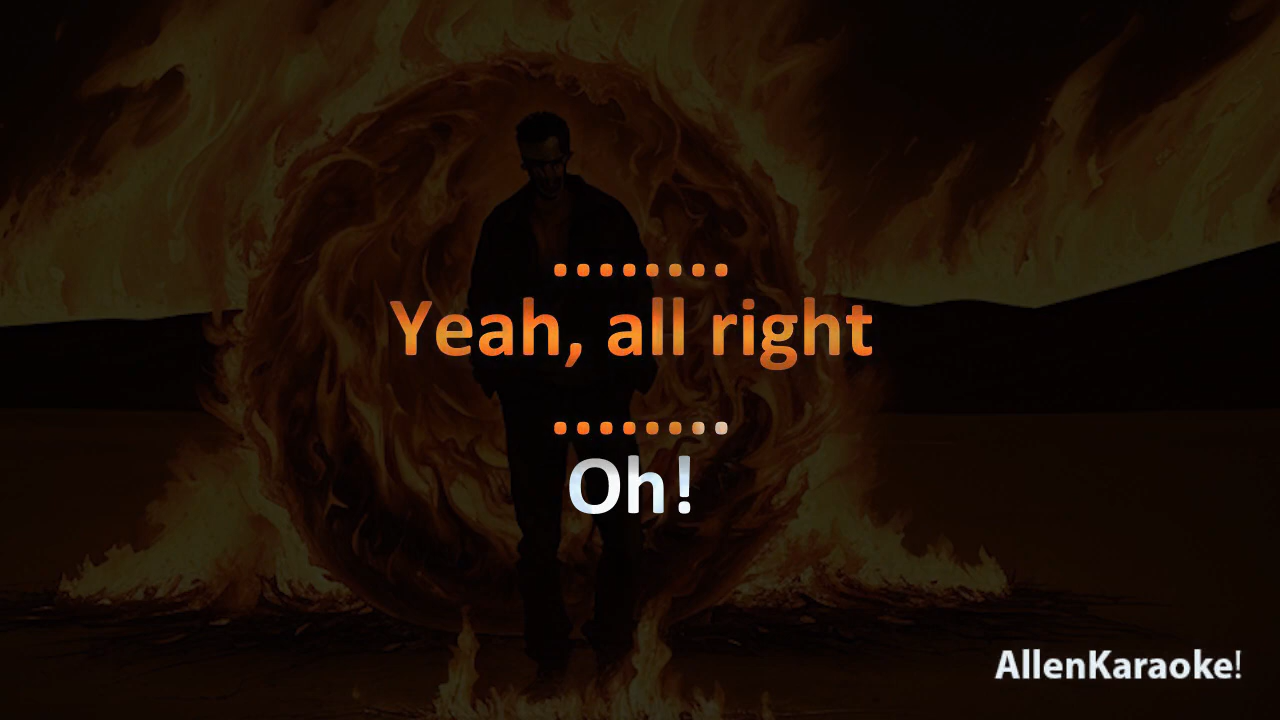 ........
Yeah, all right
........
Oh!
AllenKaraoke!